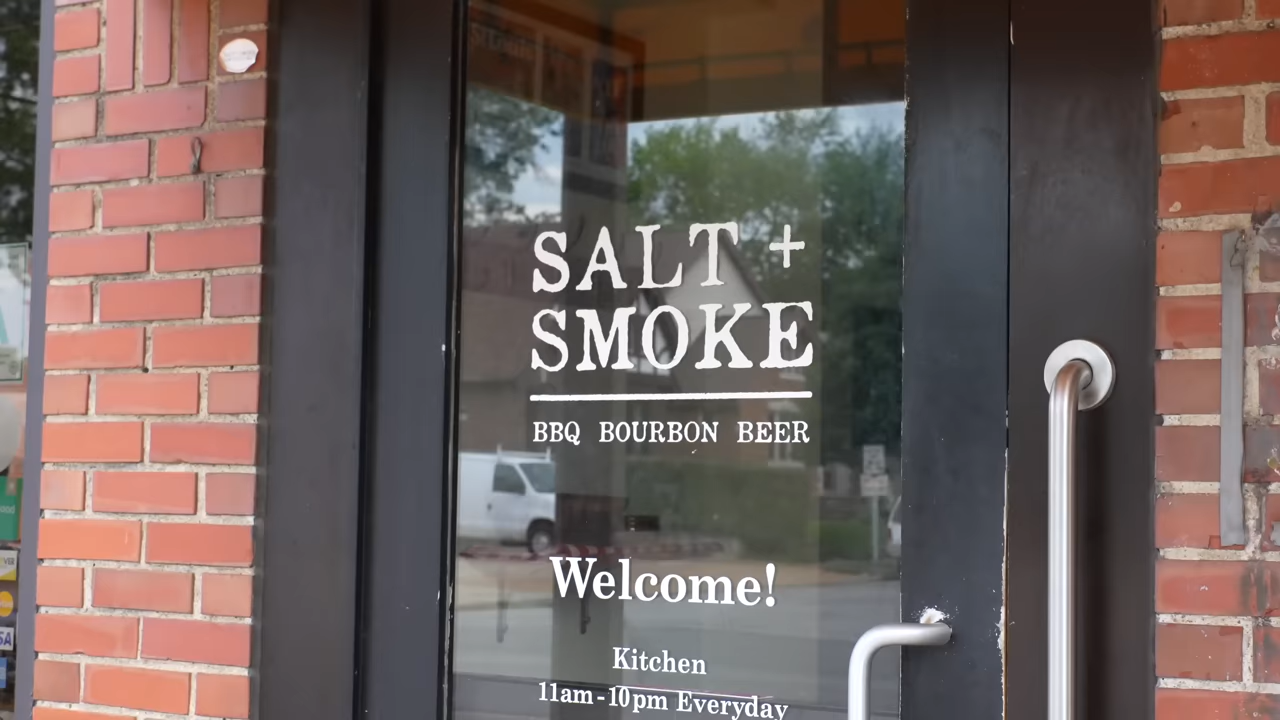 SALT +
SMOKE
BBQ BOURBON BEER
Welcome!
Kitchen
11am-10pm Everyday